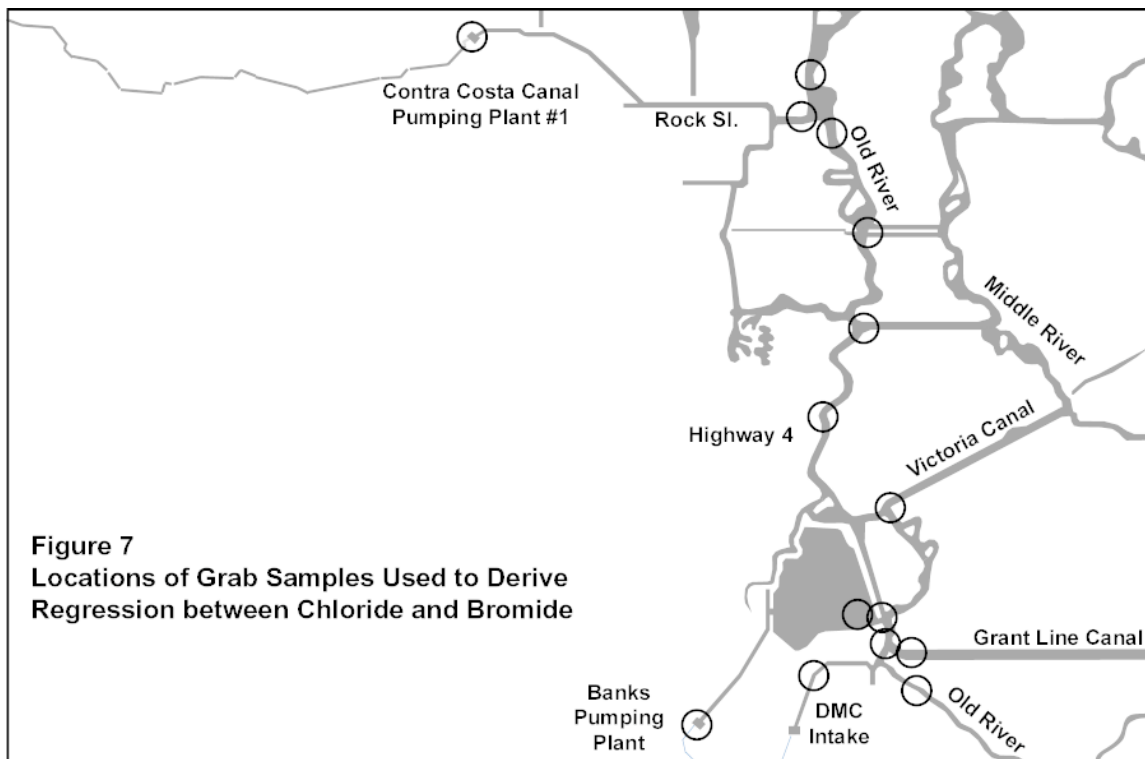 Contra Costa Canal
Pumping Plant #1
Rock Sl.
Old River
Middle River
Highway 4
Victoria Canal
Figure 7
Locations of Grab Samples Used to Derive
Regression between Chloride and Bromide
Grant Line Canal
Banks
Pumping
Plant
DMC
Intake
Old River